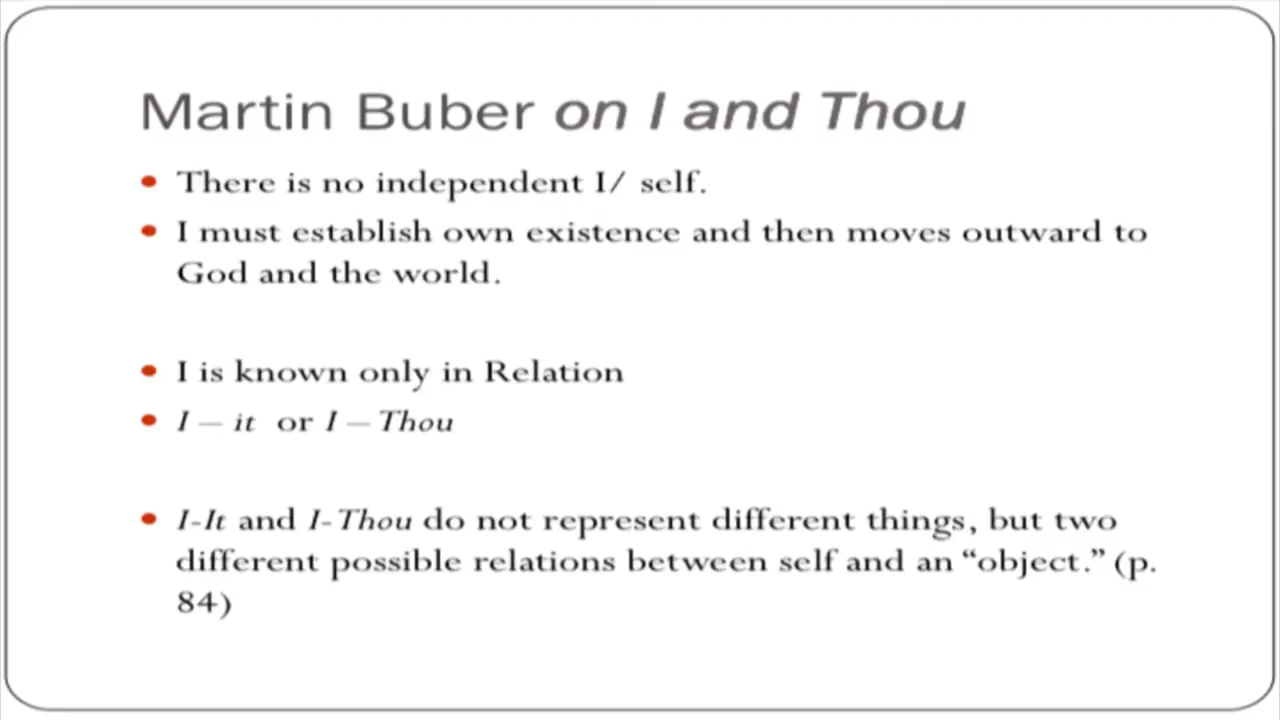 Martin Buber on I and Thou
• There is no independent I/ self.
• I must establish own existence and then moves outward to
God and the world.
• I is known only in Relation
• I – it or I – Thou
• I-It and I-Thou do not represent different things, but two
different possible relations between self and an “object.” (p.
84)